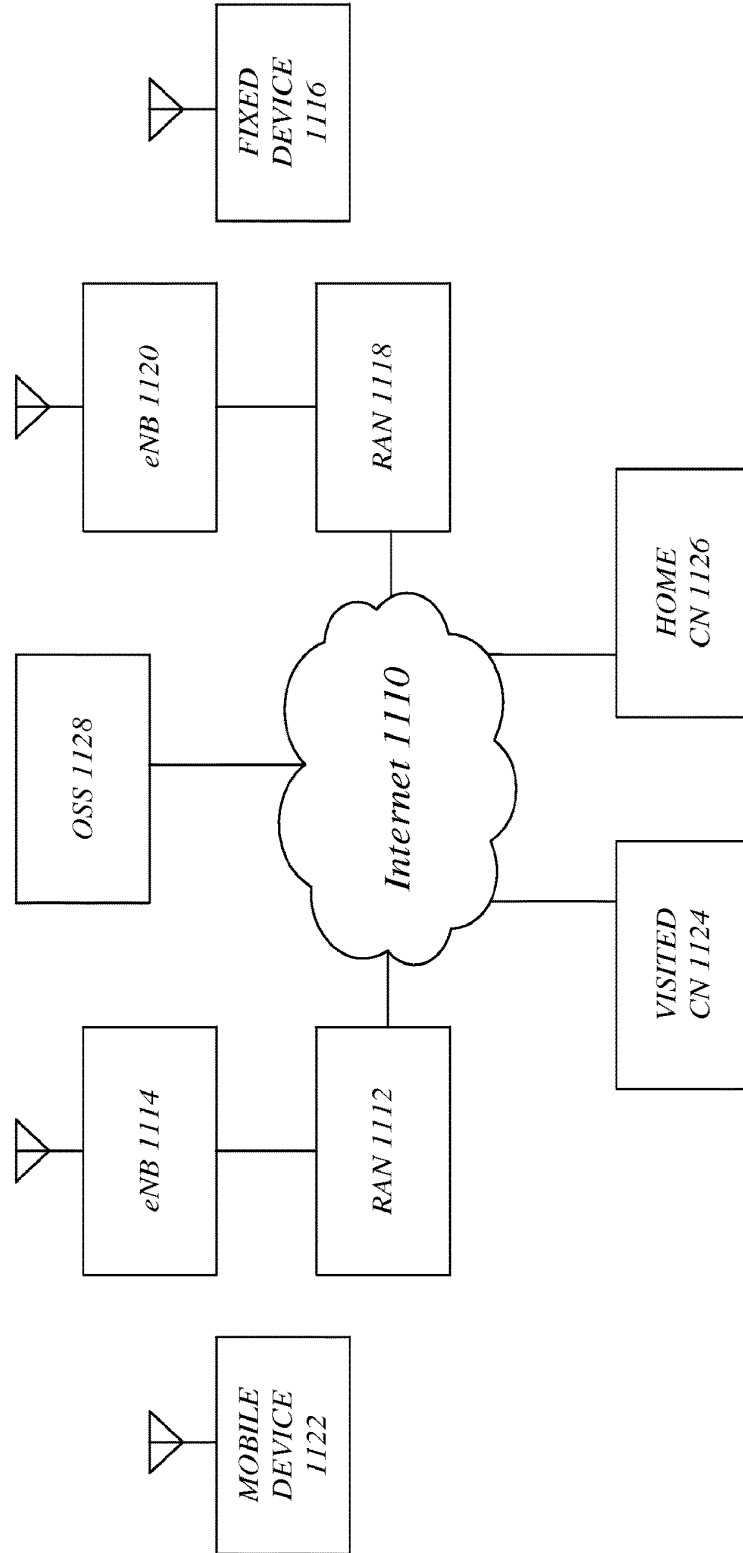 MOBILE
DEVICE
1122
eNB 1114
RAN 1112
OSS 1128
Internet 1110
VISITED
CN 1124
HOME
CN 1126
eNB 1120
RAN 1118
FIXED
DEVICE
1116